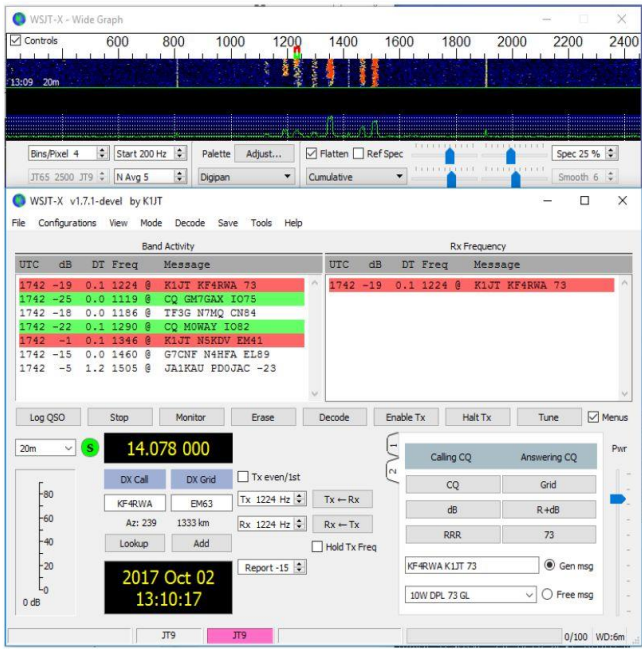 WSJT-X - Wide Graph
Controls 600 800 1000 1200 1400 1600 1800 2000 2200 2400
13:09 20m
Bins/Pixel 4 Start 200 Hz Palette Adjust... Flatten Ref Spec Spec 25 %
JT65 2500 JT9 N Avg 5 Digipan Cumulative Smooth 6
WSJT-X v1.7.1-devel by K1JT
File Configurations View Mode Decode Save Tools Help
Band Activity Rx Frequency
UTC dB DT Freq Message UTC dB DT Freq Message
1742 -19 0.1 1224 @ K1JT KF4RWA 73 1742 -19 0.1 1224 @ K1JT KF4RWA 73
1742 -25 0.0 1119 @ CQ GM7GAX IO75
1742 -18 0.0 1186 @ TF3G N7MQ CN84
1742 -22 0.1 1290 @ CQ M0WAY IO82
1742 -1 0.1 1346 @ K1JT N5KDV EM41
1742 -15 0.0 1460 @ G7CNF N4HFA EL89
1742 -5 1.2 1505 @ JA1KAU PD0JAC -23
Log QSO Stop Monitor Erase Decode Enable Tx Halt Tx Tune Menus
20m S 14.078 000
DX Call DX Grid Tx even/1st
KF4RWA EM63 Tx 1224 Hz Tx ← Rx
Az: 239 1333 km Rx 1224 Hz Rx ← Tx
Lookup Add Hold Tx Freq
Report -15
2017 Oct 02
13:10:17
-80
-60
-40
-20
0
0 dB
1
2
Calling CQ Answering CQ Pwr
CQ Grid
dB R+dB
RRR 73
KF4RWA K1JT 73 Gen msg
10W DPL 73 GL Free msg
JT9 JT9 0/100 WD:6m